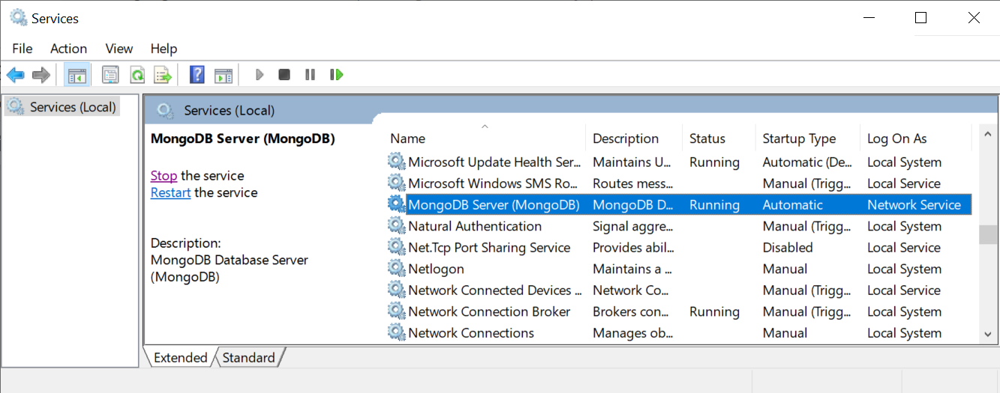 Services
File Action View Help
Services (Local)
Services (Local)
MongoDB Server (MongoDB)
Stop the service
Restart the service
Description:
MongoDB Database Server
(MongoDB)
Name Description Status Startup Type Log On As
Microsoft Update Health Ser... Maintains U... Running Automatic (De... Local System
Microsoft Windows SMS Ro... Routes mess... Manual (Trigg... Local Service
MongoDB Server (MongoDB) MongoDB D... Running Automatic Network Service
Natural Authentication Signal aggre... Manual (Trigg... Local System
Net.Tcp Port Sharing Service Provides abil... Disabled Local Service
Netlogon Maintains a ... Manual Local System
Network Connected Devices ... Network Co... Manual (Trigg... Local Service
Network Connection Broker Brokers con... Running Manual (Trigg... Local System
Network Connections Manages ob... Manual Local System
Extended Standard